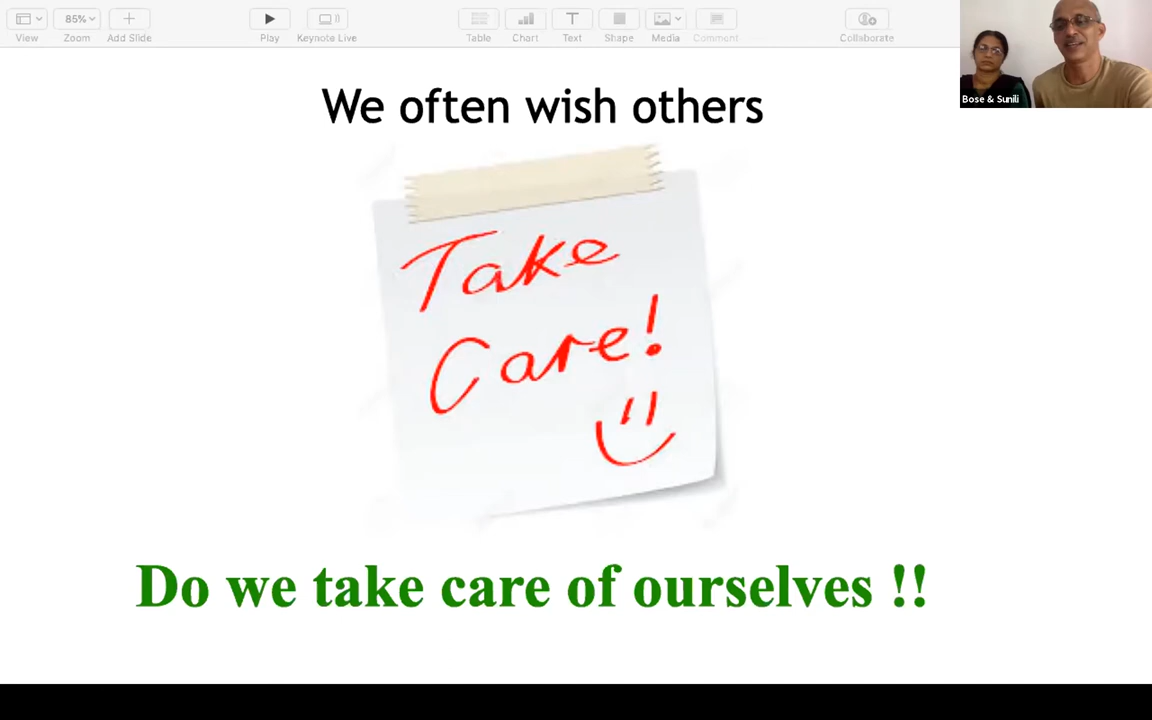 85%
View
Zoom
Add Slide
Play
Keynote Live
Table
Chart
Text
Shape
Media
Comment
Collaborate
Bose & Sunili
We often wish others
Take
Care!
Do we take care of ourselves !!